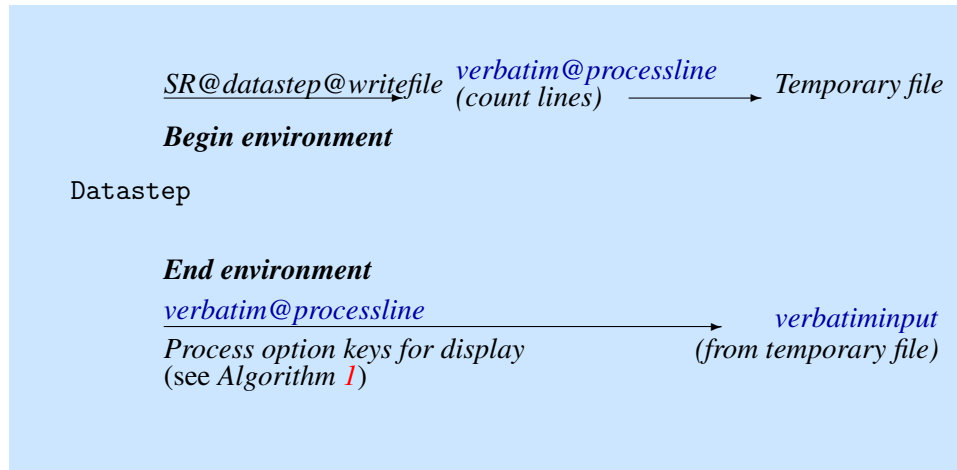 SR@datastep@writefile verbatim@processline Temporary file
(count lines)
Begin environment
Datastep
End environment
verbatim@processline verbatiminput
Process option keys for display (from temporary file)
(see Algorithm 1)